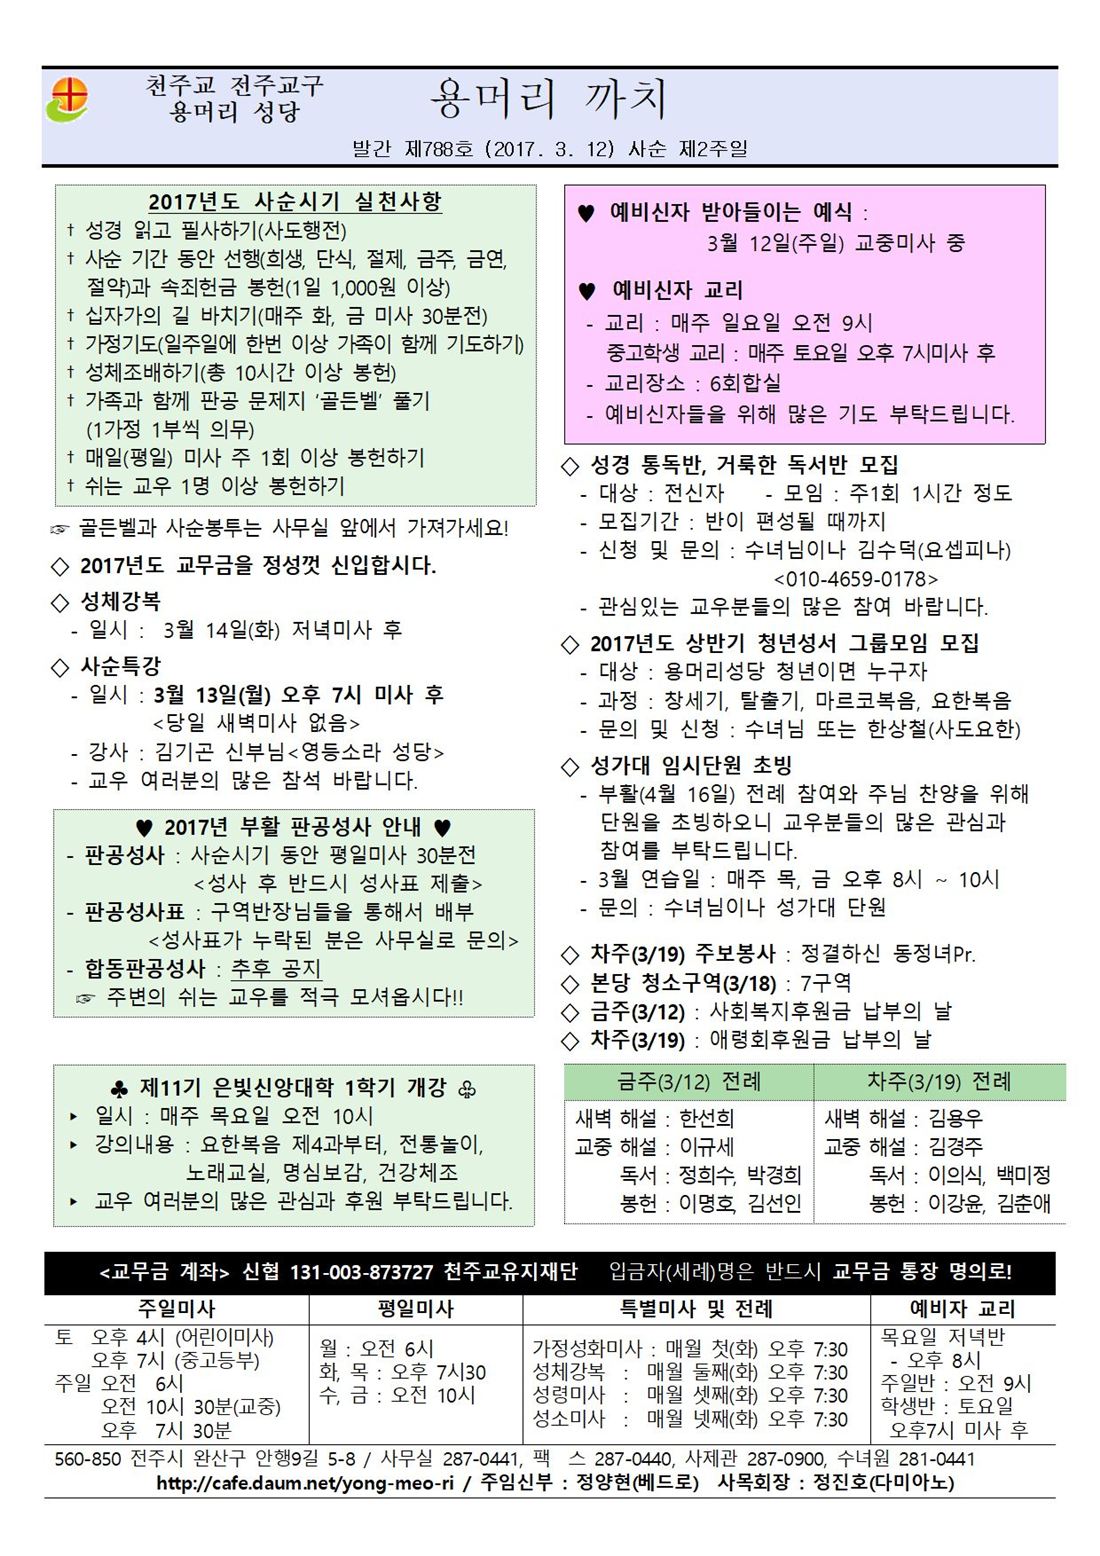 천주교 전주교구
용머리 성당
용머리 까치
발간 제788호 (2017. 3. 12) 사순 제2주일
2017년도 사순시기 실천사항
† 성경 읽고 필사하기(사도행전)
† 사순 기간 동안 선행(희생, 단식, 절제, 금주, 금연,
절약)과 속죄헌금 봉헌(1일 1,000원 이상)
† 십자가의 길 바치기(매주 화, 금 미사 30분전)
† 가정기도(일주일에 한번 이상 가족이 함께 기도하기)
† 성체조배하기(총 10시간 이상 봉헌)
† 가족과 함께 판공 문제지 ‘골든벨’ 풀기
(1가정 1부씩 의무)
† 매일(평일) 미사 주 1회 이상 봉헌하기
† 쉬는 교우 1명 이상 봉헌하기
☞ 골든벨과 사순봉투는 사무실 앞에서 가져가세요!
◇ 2017년도 교무금을 정성껏 신입합시다.
◇ 성체강복
- 일시 : 3월 14일(화) 저녁미사 후
◇ 사순특강
- 일시 : 3월 13일(월) 오후 7시 미사 후
<당일 새벽미사 없음>
- 강사 : 김기곤 신부님<영등소라 성당>
- 교우 여러분의 많은 참석 바랍니다.
♥ 2017년 부활 판공성사 안내 ♥
- 판공성사 : 사순시기 동안 평일미사 30분전
<성사 후 반드시 성사표 제출>
- 판공성사표 : 구역반장님들을 통해서 배부
<성사표가 누락된 분은 사무실로 문의>
- 합동판공성사 : 추후 공지
☞ 주변의 쉬는 교우를 적극 모셔옵시다!!
♣ 제11기 은빛신앙대학 1학기 개강 ♧
▸ 일시 : 매주 목요일 오전 10시
▸ 강의내용 : 요한복음 제4과부터, 전통놀이,
노래교실, 명심보감, 건강체조
▸ 교우 여러분의 많은 관심과 후원 부탁드립니다.
♥ 예비신자 받아들이는 예식 :
3월 12일(주일) 교중미사 중
♥ 예비신자 교리
- 교리 : 매주 일요일 오전 9시
중고학생 교리 : 매주 토요일 오후 7시미사 후
- 교리장소 : 6회합실
- 예비신자들을 위해 많은 기도 부탁드립니다.
◇ 성경 통독반, 거룩한 독서반 모집
- 대상 : 전신자 - 모임 : 주1회 1시간 정도
- 모집기간 : 반이 편성될 때까지
- 신청 및 문의 : 수녀님이나 김수덕(요셉피나)
<010-4659-0178>
- 관심있는 교우분들의 많은 참여 바랍니다.
◇ 2017년도 상반기 청년성서 그룹모임 모집
- 대상 : 용머리성당 청년이면 누구자
- 과정 : 창세기, 탈출기, 마르코복음, 요한복음
- 문의 및 신청 : 수녀님 또는 한상철(사도요한)
◇ 성가대 임시단원 초빙
- 부활(4월 16일) 전례 참여와 주님 찬양을 위해
단원을 초빙하오니 교우분들의 많은 관심과
참여를 부탁드립니다.
- 3월 연습일 : 매주 목, 금 오후 8시 ~ 10시
- 문의 : 수녀님이나 성가대 단원
◇ 차주(3/19) 주보봉사 : 정결하신 동정녀Pr.
◇ 본당 청소구역(3/18) : 7구역
◇ 금주(3/12) : 사회복지후원금 납부의 날
◇ 차주(3/19) : 애령회후원금 납부의 날
금주(3/12) 전례 차주(3/19) 전례
새벽 해설 : 한선희 새벽 해설 : 김용우
교중 해설 : 이규세 교중 해설 : 김경주
독서 : 정희수, 박경희 독서 : 이의식, 백미정
봉헌 : 이명호, 김선인 봉헌 : 이강윤, 김춘애
<교무금 계좌> 신협 131-003-873727 천주교유지재단 입금자(세례)명은 반드시 교무금 통장 명의로!
주일미사 평일미사 특별미사 및 전례 예비자 교리
토 오후 4시 (어린이미사)
오후 7시 (중고등부)
주일 오전 6시
오전 10시 30분(교중)
오후 7시 30분
월 : 오전 6시
화, 목 : 오후 7시30
수, 금 : 오전 10시
가정성화미사 : 매월 첫(화) 오후 7:30
성체강복 : 매월 둘째(화) 오후 7:30
성령미사 : 매월 셋째(화) 오후 7:30
성소미사 : 매월 넷째(화) 오후 7:30
목요일 저녁반
- 오후 8시
주일반 : 오전 9시
학생반 : 토요일
오후7시 미사 후
560-850 전주시 완산구 안행9길 5-8 / 사무실 287-0441, 팩 스 287-0440, 사제관 287-0900, 수녀원 281-0441
http://cafe.daum.net/yong-meo-ri / 주임신부 : 정양현(베드로) 사목회장 : 정진호(다미아노)